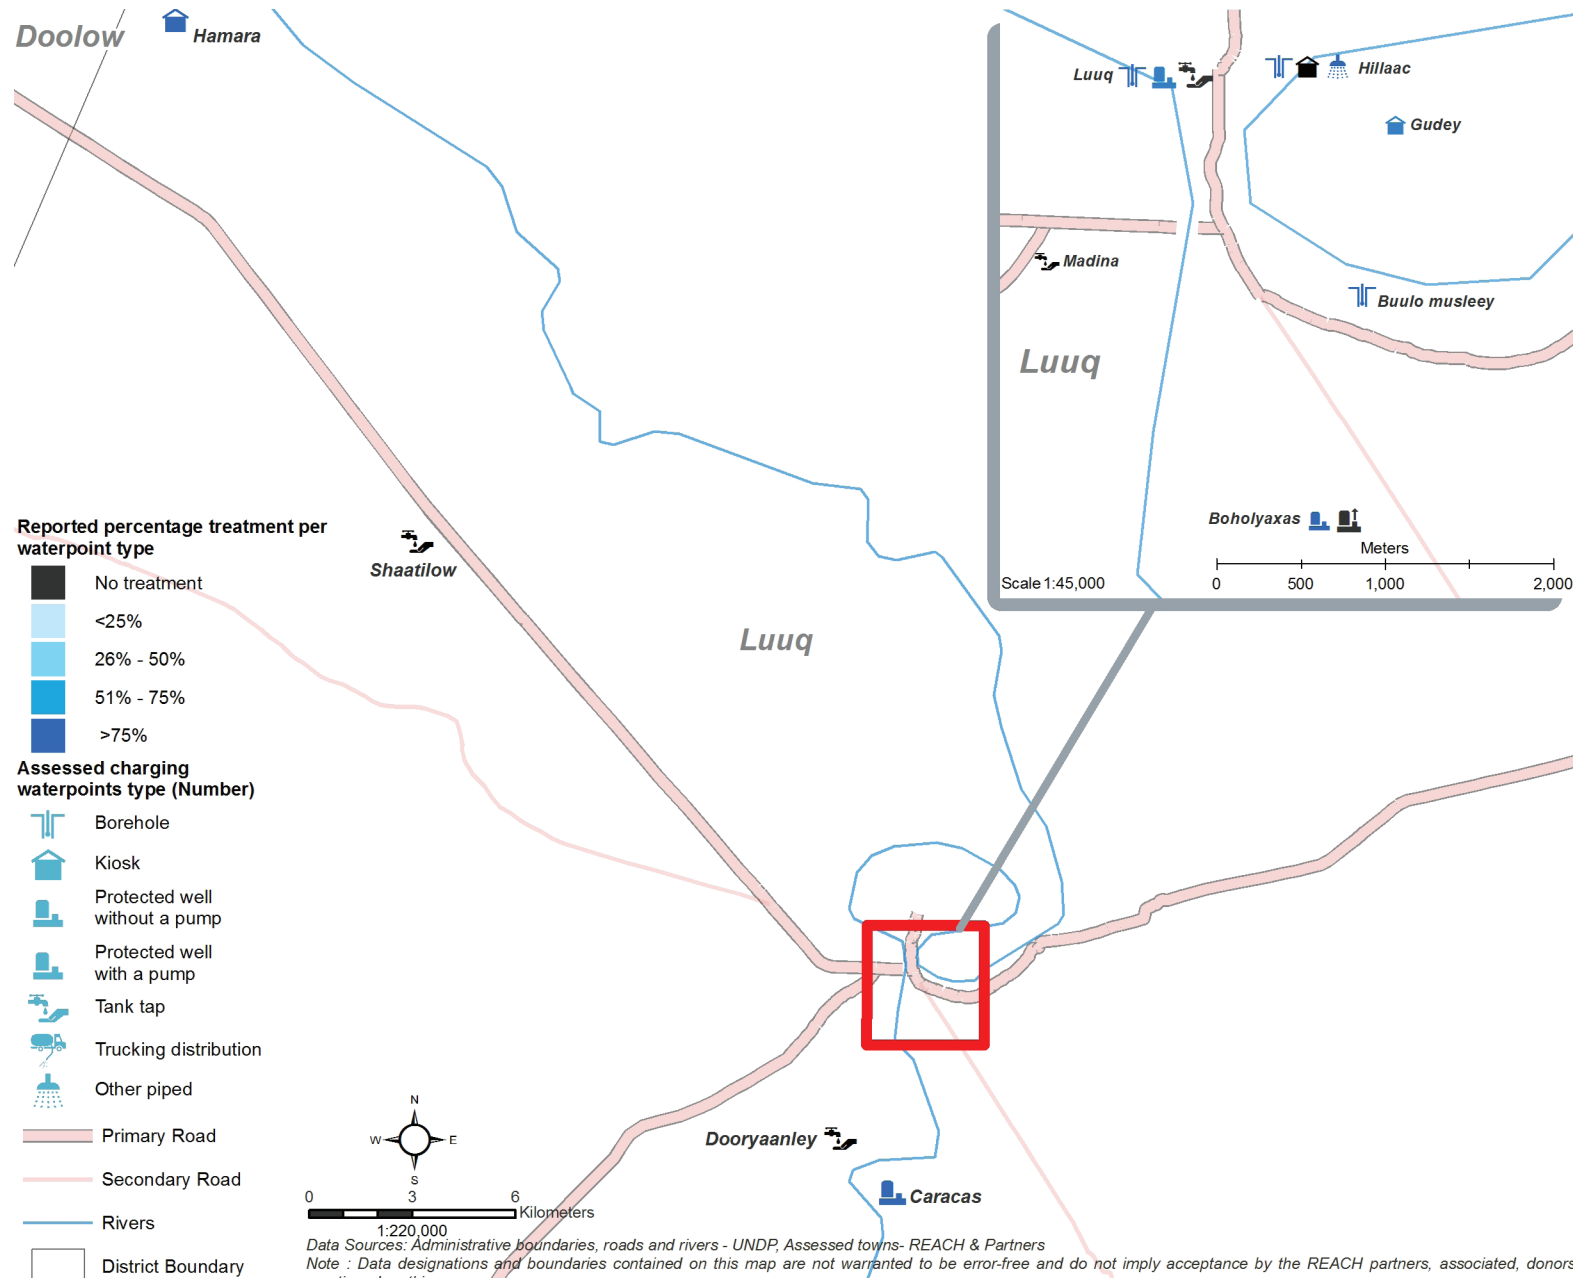 Doolow
Hamara
Luuq
Hillaac
Gudey
Madina
Buulo musleey
Luuq
Boholyaxas
Meters
Scale 1:45,000
0 500 1,000 2,000
Reported percentage treatment per
waterpoint type
No treatment
<25%
26% - 50%
51% - 75%
>75%
Shaatilow
Luuq
Assessed charging
waterpoints type (Number)
Borehole
Kiosk
Protected well
without a pump
Protected well
with a pump
Tank tap
Trucking distribution
Other piped
Primary Road
Secondary Road
Rivers
District Boundary
N
W E
S
0 3 6
Kilometers
1:220,000
Dooryaanley
Caracas
Data Sources: Administrative boundaries, roads and rivers - UNDP, Assessed towns- REACH & Partners
Note : Data designations and boundaries contained on this map are not warranted to be error-free and do not imply acceptance by the REACH partners, associated, donors